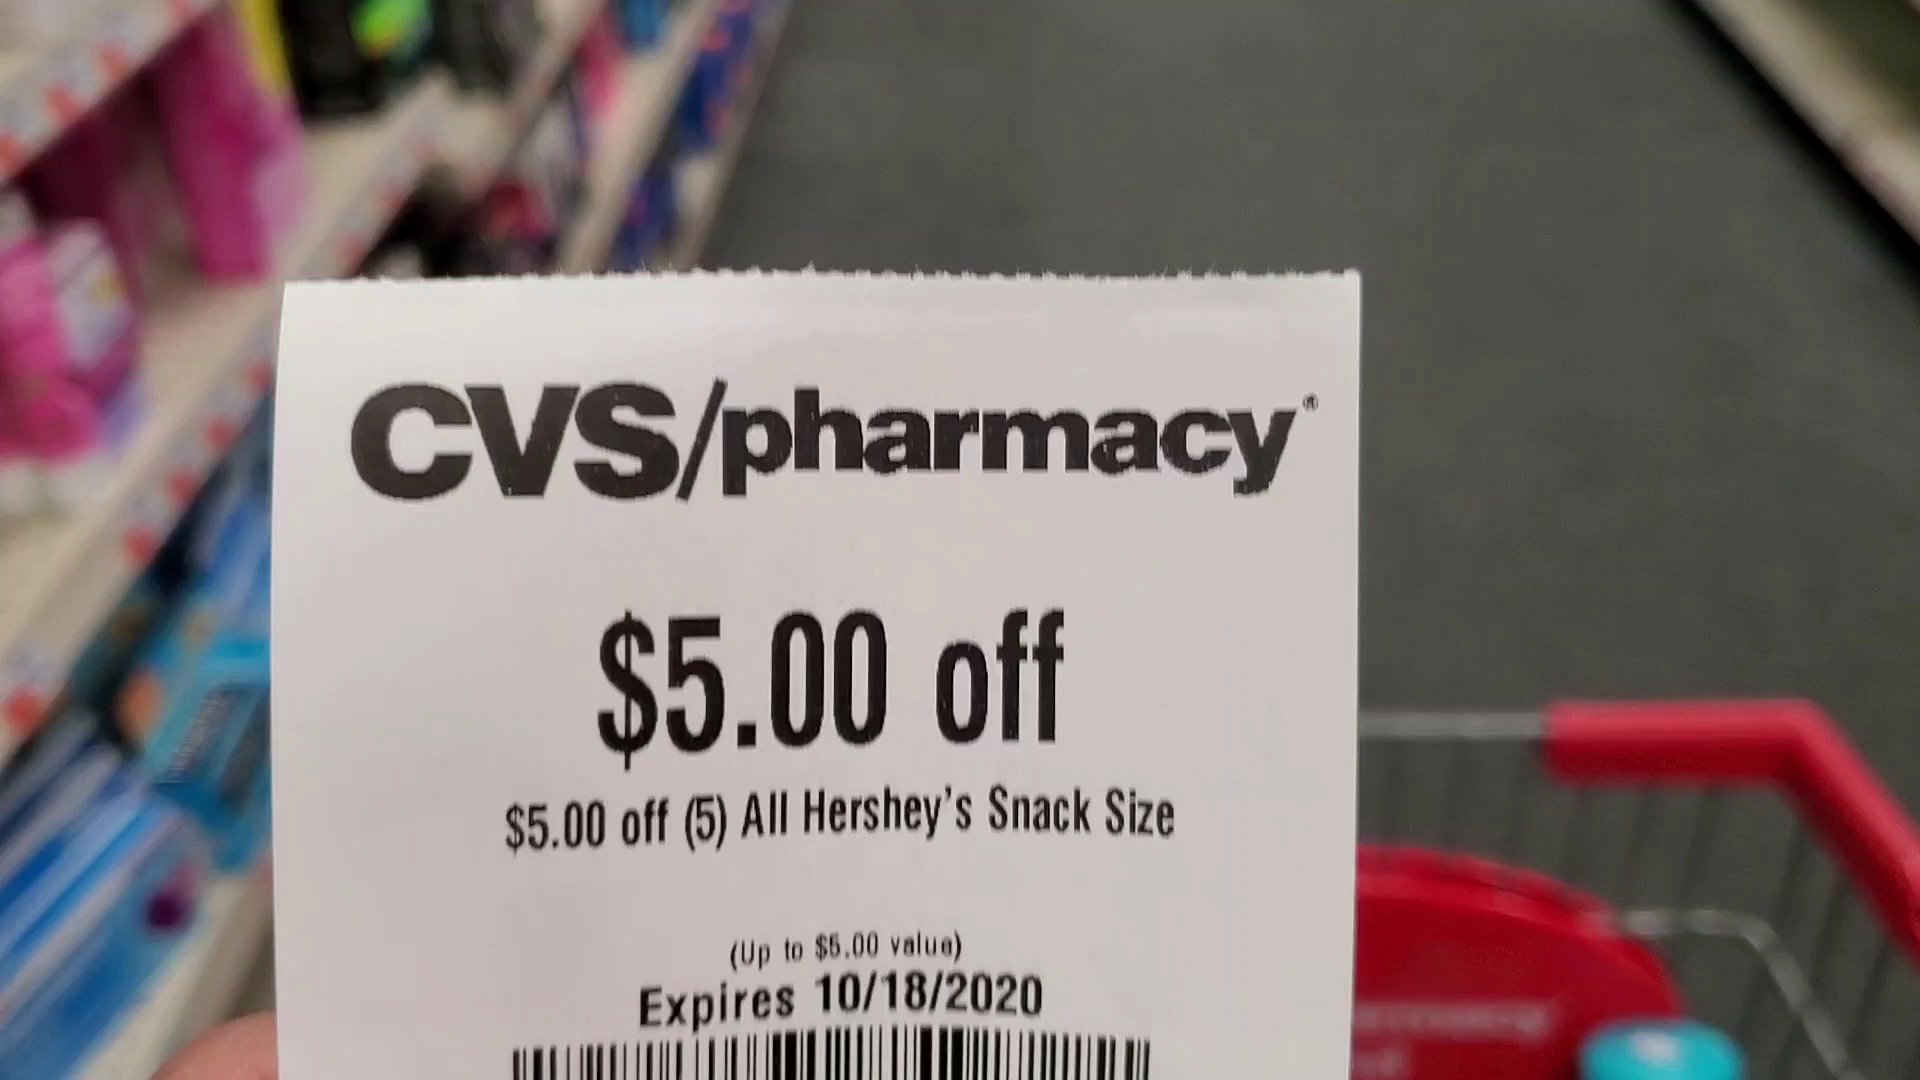 CVS/pharmacy®
$5.00 off
$5.00 off (5) All Hershey's Snack Size
(Up to $5.00 value)
Expires 10/18/2020